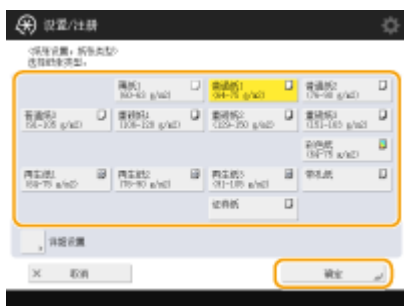 设置/注册
<纸张设置：纸张类型>
选择纸张类型。
薄纸1
(60-63 g/m2)
普通纸1
(64-75 g/m2)
普通纸2
(76-90 g/m2)
普通纸3
(91-105 g/m2)
重磅纸1
(106-128 g/m2)
重磅纸2
(129-150 g/m2)
重磅纸3
(151-163 g/m2)
彩色纸
(64-75 g/m2)
再生纸1
(64-75 g/m2)
再生纸2
(76-90 g/m2)
再生纸3
(91-105 g/m2)
带孔纸
证券纸
详细设置
× 取消
确定